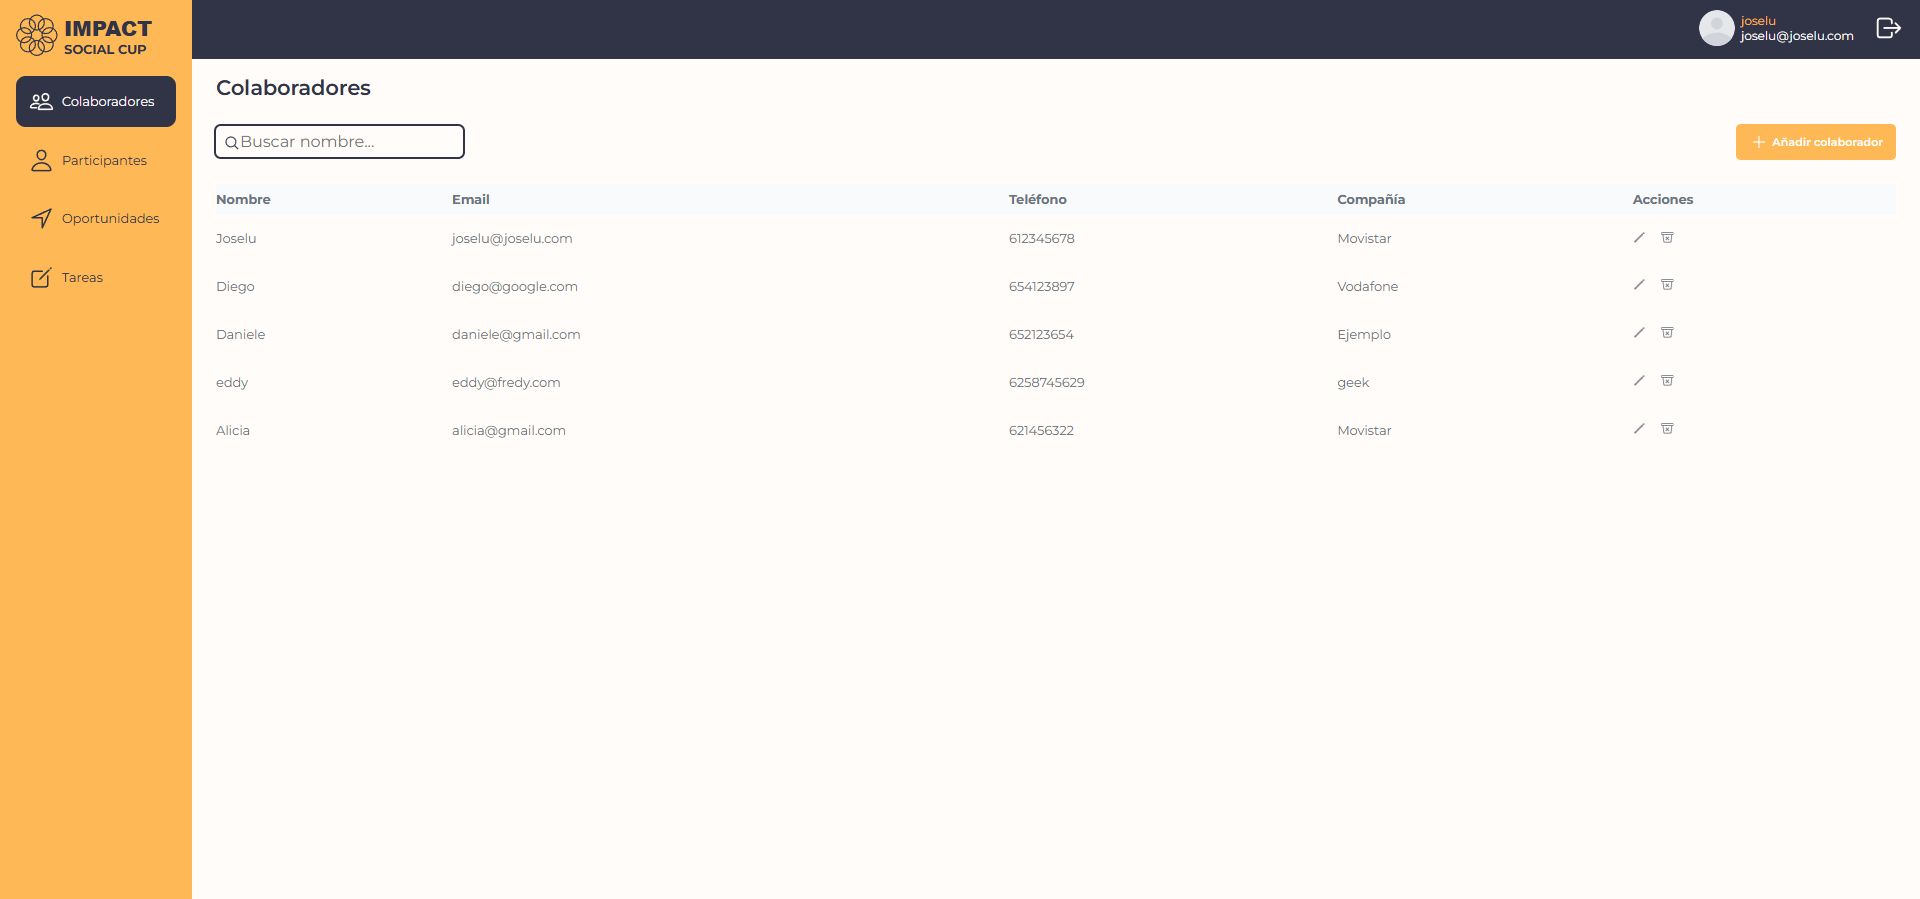 IMPACT
SOCIAL CUP
joselu
joselu@joselu.com
Colaboradores
Participantes
Oportunidades
Tareas
Colaboradores
Buscar nombre...
Añadir colaborador
Nombre Email Teléfono Compañía Acciones
Joselu joselu@joselu.com 612345678 Movistar
Diego diego@google.com 654123897 Vodafone
Daniele daniele@gmail.com 652123654 Ejemplo
eddy eddy@fredy.com 6258745629 geek
Alicia alicia@gmail.com 621456322 Movistar